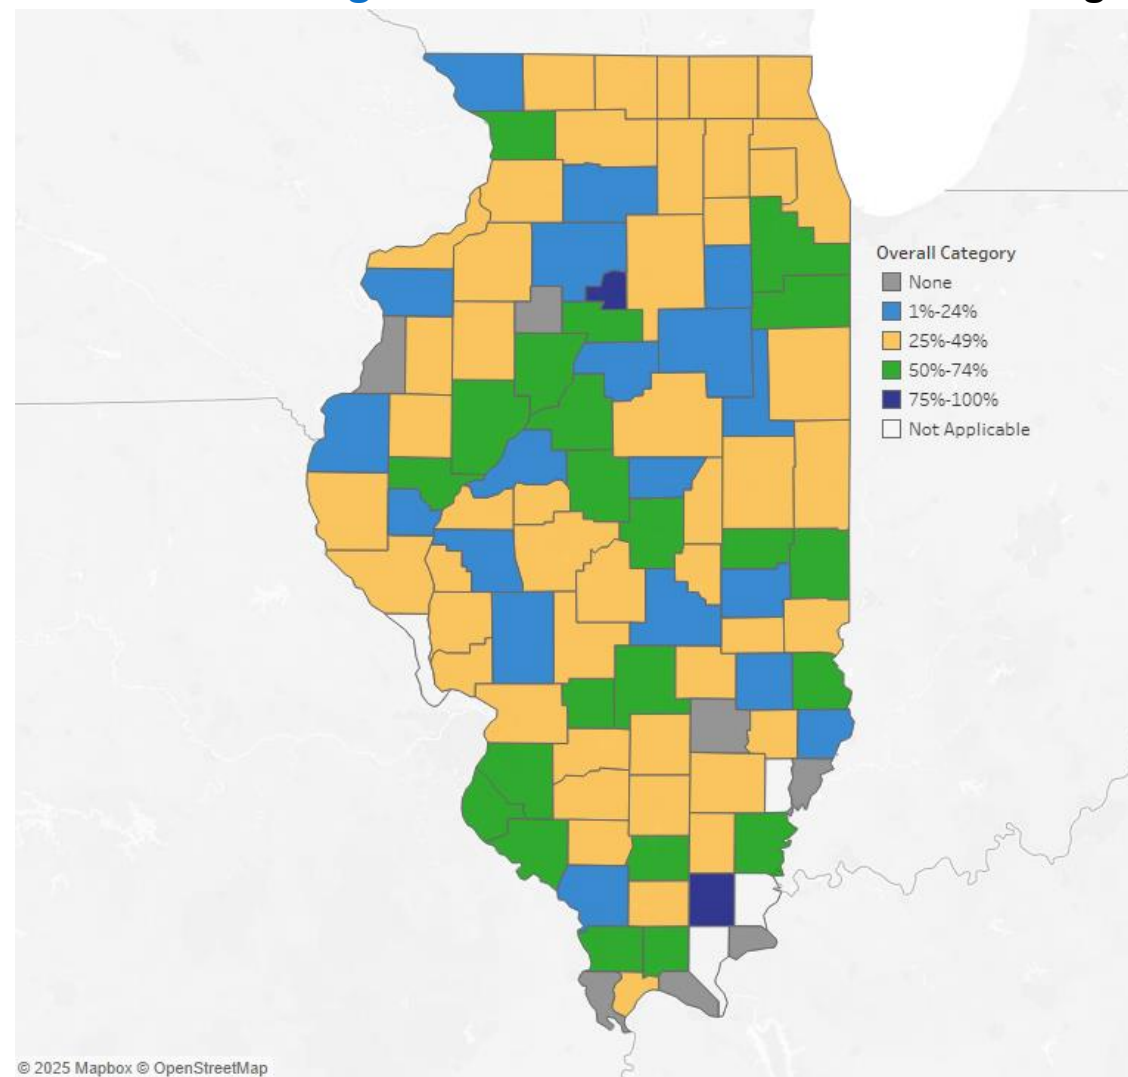 Overall Category
None
1%-24%
25%-49%
50%-74%
75%-100%
Not Applicable
© 2025 Mapbox © OpenStreetMap